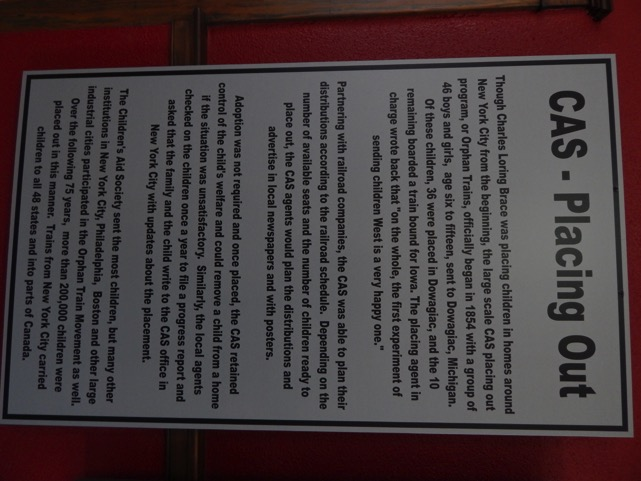 CAS - Placing Out
Though Charles Loring Brace was placing children in homes around
New York City from the beginning, the large scale CAS placing out
program, or Orphan Trains, officially began in 1854 with a group of
46 boys and girls, age six to fifteen, sent to Dowagiac, Michigan.
Of these children, 36 were placed in Dowagiac, and the 10
remaining boarded a train bound for Iowa. The placing agent in
charge wrote back that "on the whole, the first experiment of
sending children West is a very happy one."
Partnering with railroad companies, the CAS was able to plan their
distributions according to the railroad schedule. Depending on the
number of available seats and the number of children ready to
place out, the CAS agents would plan the distributions and
advertise in local newspapers and with posters.
Adoption was not required and once placed, the CAS retained
control of the child's welfare and could remove a child from a home
if the situation was unsatisfactory. Similarly, the local agents
checked on the children once a year to file a progress report and
asked that the family and the child write to the CAS office in
New York City with updates about the placement.
The Children's Aid Society sent the most children, but many other
institutions in New York City, Philadelphia, Boston and other large
industrial cities participated in the Orphan Train Movement as well.
Over the following 75 years, more than 200,000 children were
placed out in this manner. Trains from New York City carried
children to all 48 states and into parts of Canada.